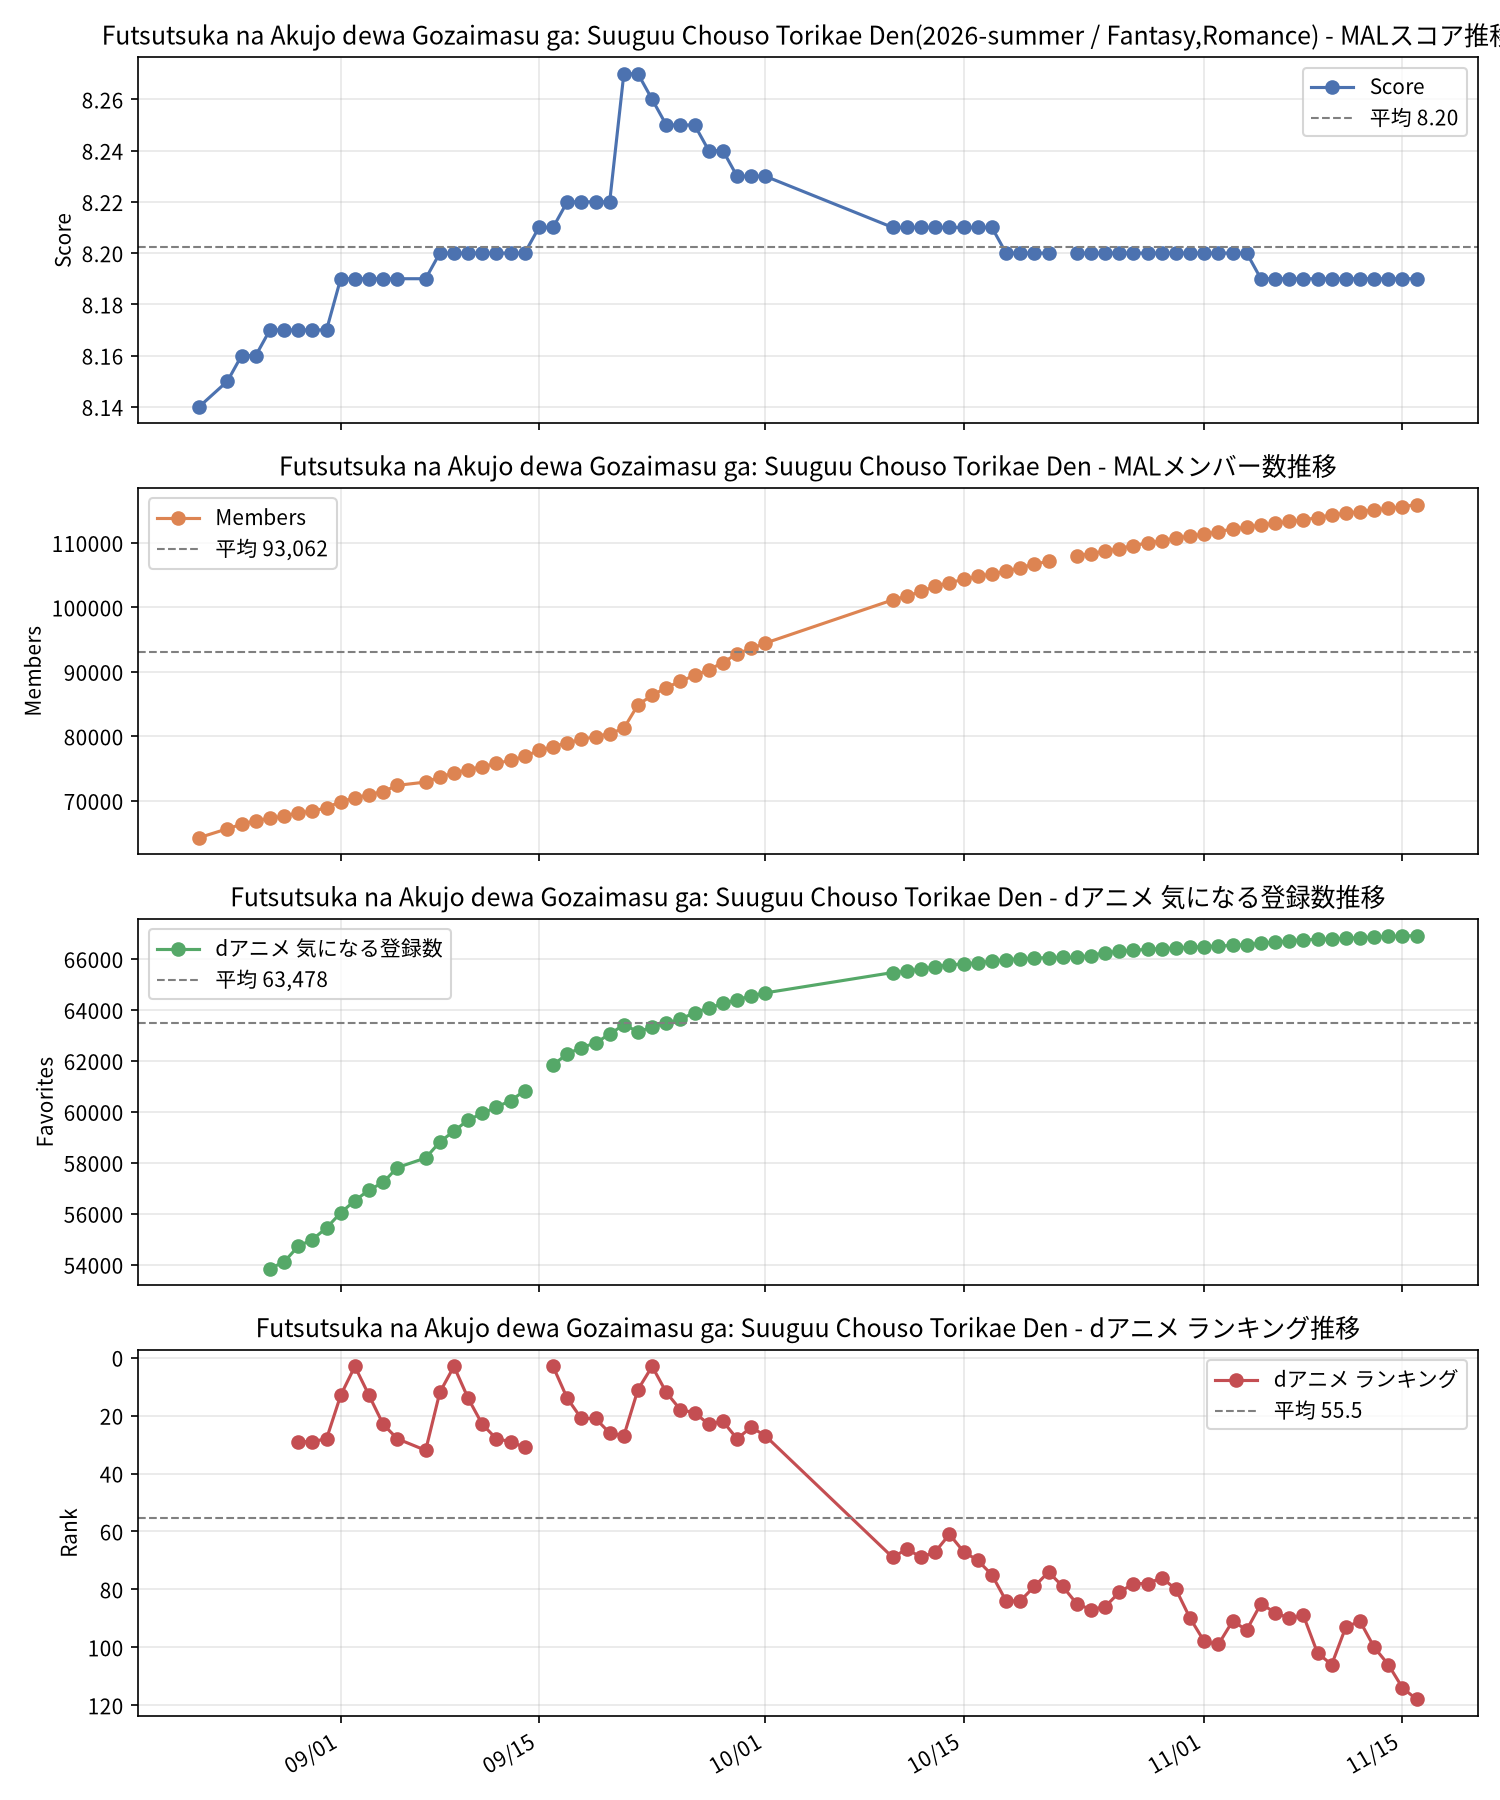 Futsutsuka na Akujo dewa Gozaimasu ga: Suuguu Chouso Torikae Den(2026-summer / Fantasy,Romance) - MALスコア推移
Score
平均 8.20
8.26
8.24
8.22
8.20
8.18
8.16
8.14
Score
Futsutsuka na Akujo dewa Gozaimasu ga: Suuguu Chouso Torikae Den - MALメンバー数推移
Members
平均 93,062
110000
100000
90000
80000
70000
Members
Futsutsuka na Akujo dewa Gozaimasu ga: Suuguu Chouso Torikae Den - dアニメ 気になる登録数推移
dアニメ 気になる登録数
平均 63,478
66000
64000
62000
60000
58000
56000
54000
Favorites
Futsutsuka na Akujo dewa Gozaimasu ga: Suuguu Chouso Torikae Den - dアニメ ランキング推移
dアニメ ランキング
平均 55.5
0
20
40
60
80
100
120
Rank
09/01
09/15
10/01
10/15
11/01
11/15